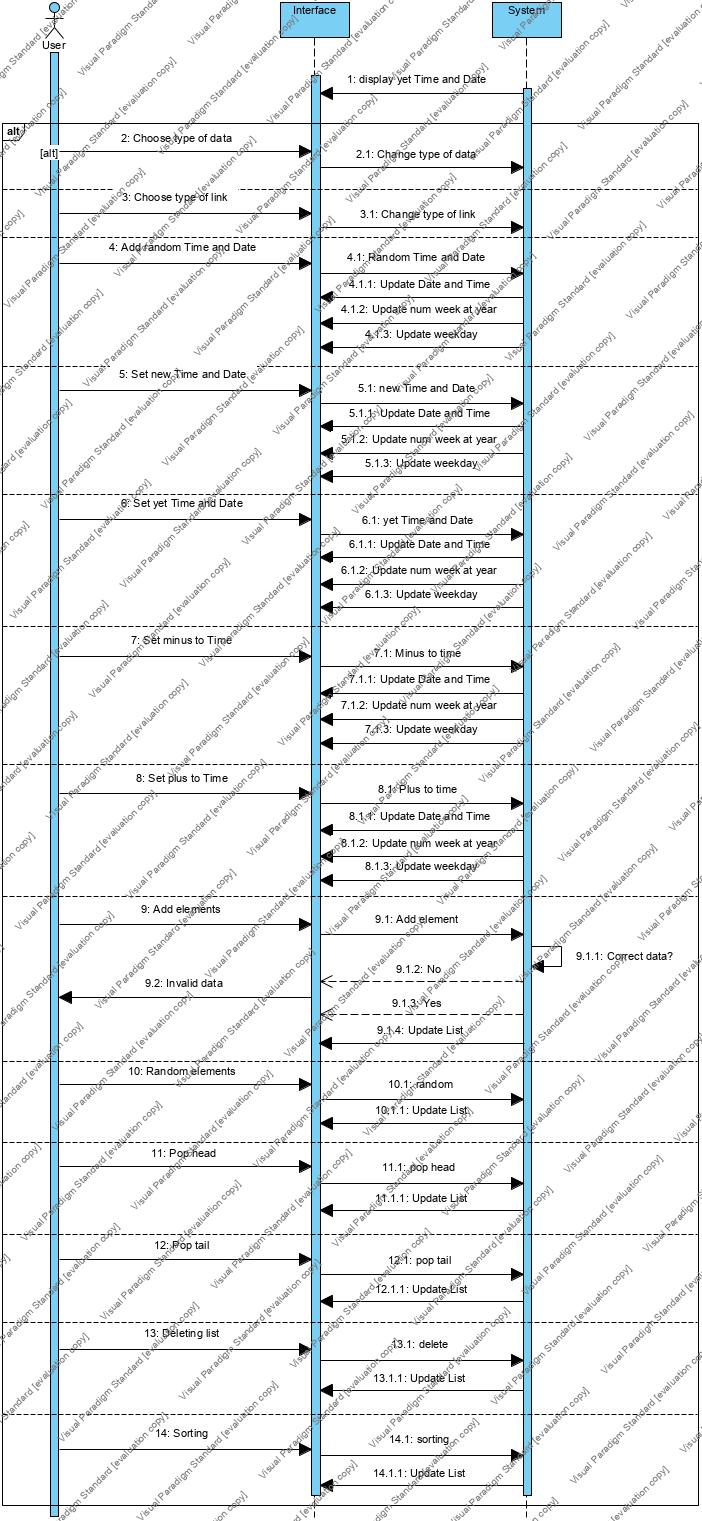 Interface
System
User
1: display yet Time and Date
alt
2: Choose type of data
[alt]
2.1: Change type of data
3: Choose type of link
3.1: Change type of link
4: Add random Time and Date
4.1: Random Time and Date
4.1.1: Update Date and Time
4.1.2: Update num week at year
4.1.3: Update weekday
5: Set new Time and Date
5.1: new Time and Date
5.1.1: Update Date and Time
5.1.2: Update num week at year
5.1.3: Update weekday
6: Set yet Time and Date
6.1: yet Time and Date
6.1.1: Update Date and Time
6.1.2: Update num week at year
6.1.3: Update weekday
7: Set minus to Time
7.1: Minus to time
7.1.1: Update Date and Time
7.1.2: Update num week at year
7.1.3: Update weekday
8: Set plus to Time
8.1: Plus to time
8.1.1: Update Date and Time
8.1.2: Update num week at year
8.1.3: Update weekday
9: Add elements
9.1: Add element
9.1.1: Correct data?
9.1.2: No
9.2: Invalid data
9.1.3: Yes
9.1.4: Update List
10: Random elements
10.1: random
10.1.1: Update List
11: Pop head
11.1: pop head
11.1.1: Update List
12: Pop tail
12.1: pop tail
12.1.1: Update List
13: Deleting list
13.1: delete
13.1.1: Update List
14: Sorting
14.1: sorting
14.1.1: Update List
Visual Paradigm Standard [evaluation copy]